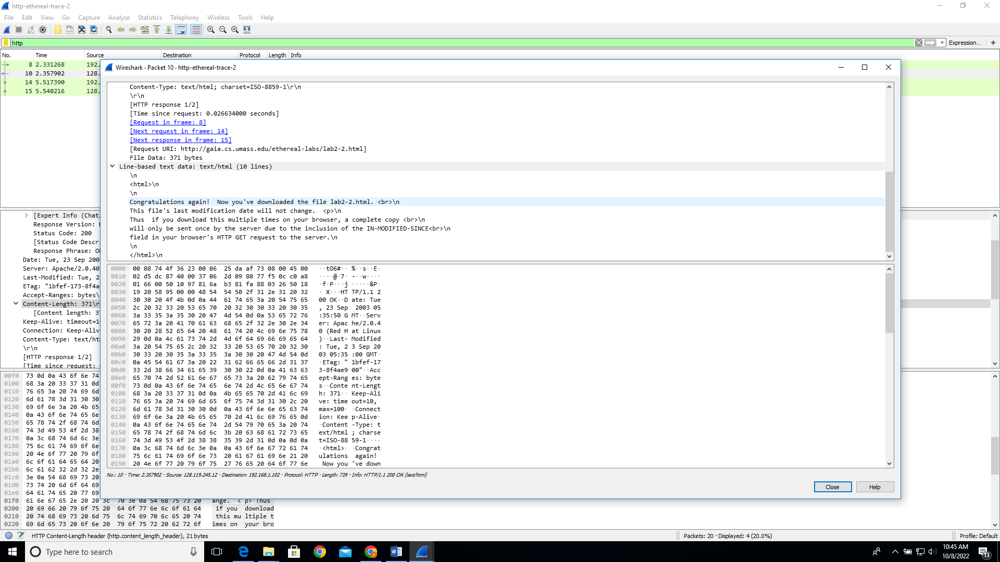 http-ethereal-trace-2
File Edit View Go Capture Analyze Statistics Telephony Wireless Tools Help
http
Expression... +
No. Time Source Destination Protocol Length Info
8 2.331268 192.
10 2.357902 128.
14 5.517390 192.
15 5.540216 128.
Wireshark · Packet 10 · http-ethereal-trace-2
Content-Type: text/html; charset=ISO-8859-1\r\n
\r\n
[HTTP response 1/2]
[Time since request: 0.026634000 seconds]
[Request in frame: 8]
[Next request in frame: 14]
[Next response in frame: 15]
[Request URI: http://gaia.cs.umass.edu/ethereal-labs/lab2-2.html]
File Data: 371 bytes
Line-based text data: text/html (10 lines)
\n
<html>\n
\n
Congratulations again!  Now you've downloaded the file lab2-2.html. <br>\n
This file's last modification date will not change.  <p>\n
Thus  if you download this multiple times on your browser, a complete copy <br>\n
will only be sent once by the server due to the inclusion of the IN-MODIFIED-SINCE<br>\n
field in your browser's HTTP GET request to the server.\n
\n
</html>\n
0000 00 08 74 4f 36 23 00 06 25 da af 73 08 00 45 00 ··tO6#·· %··s··E·
0010 02 d5 dc 87 40 00 37 06 2d 09 80 77 f5 0c c0 a8 ····@·7· -··w····
0020 01 66 00 50 10 97 81 6a b3 81 fa 88 03 26 50 18 ·f·P···j ·····&P·
0030 19 20 58 95 00 00 48 54 54 50 2f 31 2e 31 20 32 · X···HT TP/1.1 2
0040 30 30 20 4f 4b 0d 0a 44 61 74 65 3a 20 54 75 65 00 OK··D ate: Tue
0050 2c 20 32 33 20 53 65 70 20 32 30 30 33 20 30 35 , 23 Sep  2003 05
0060 3a 33 35 3a 35 30 20 47 4d 54 0d 0a 53 65 72 76 :35:50 G MT··Serv
0070 65 72 3a 20 41 70 61 63 68 65 2f 32 2e 30 2e 34 er: Apac he/2.0.4
0080 30 20 28 52 65 64 20 48 61 74 20 4c 69 6e 75 78 0 (Red H at Linux
0090 29 0d 0a 4c 61 73 74 2d 4d 6f 64 69 66 69 65 64 )··Last- Modified
00a0 3a 20 54 75 65 2c 20 32 33 20 53 65 70 20 32 30 : Tue, 2 3 Sep 20
00b0 30 33 20 30 35 3a 33 35 3a 30 30 20 47 4d 54 0d 03 05:35 :00 GMT·
00c0 0a 45 54 61 67 3a 20 22 31 62 66 65 66 2d 31 37 ·ETag: " 1bfef-17
00d0 33 2d 38 66 34 61 65 39 30 30 22 0d 0a 41 63 63 3-8f4ae9 00"··Acc
00e0 65 70 74 2d 52 61 6e 67 65 73 3a 20 62 79 74 65 ept-Rang es: byte
00f0 73 0d 0a 43 6f 6e 74 65 6e 74 2d 4c 65 6e 67 74 s··Conte nt-Lengt
0100 68 3a 20 33 37 31 0d 0a 4b 65 65 70 2d 41 6c 69 h: 371·· Keep-Ali
0110 76 65 3a 20 74 69 6d 65 6f 75 74 3d 31 30 2c 20 ve: time out=10,
0120 6d 61 78 3d 31 30 30 0d 0a 43 6f 6e 6e 65 63 74 max=100· ·Connect
0130 69 6f 6e 3a 20 4b 65 65 70 2d 41 6c 69 76 65 0d ion: Kee p-Alive·
0140 0a 43 6f 6e 74 65 6e 74 2d 54 79 70 65 3a 20 74 ·Content -Type: t
0150 65 78 74 2f 68 74 6d 6c 3b 20 63 68 61 72 73 65 ext/html ; charse
0160 74 3d 49 53 4f 2d 38 38 35 39 2d 31 0d 0a 0d 0a t=ISO-88 59-1····
0170 0a 3c 68 74 6d 6c 3e 0a 0a 43 6f 6e 67 72 61 74 ·<html>· ·Congrat
0180 75 6c 61 74 69 6f 6e 73 20 61 67 61 69 6e 21 20 ulations  again!
0190 20 4e 6f 77 20 79 6f 75 27 76 65 20 64 6f 77 6e  Now you 've down
No.: 10 · Time: 2.357902 · Source: 128.119.245.12 · Destination: 192.168.1.102 · Protocol: HTTP · Length: 739 · Info: HTTP/1.1 200 OK (text/html)
Close Help
[Expert Info (Chat/
Response Version: H
Status Code: 200
[Status Code Descri
Response Phrase: OK
Date: Tue, 23 Sep 200
Server: Apache/2.0.40
Last-Modified: Tue, 2
ETag: "1bfef-173-8f4a
Accept-Ranges: bytes\
Content-Length: 371\r
[Content length: 37
Keep-Alive: timeout=1
Connection: Keep-Aliv
Content-Type: text/ht
\r\n
[HTTP response 1/2]
[Time since request:
00f0 73 0d 0a 43 6f 6e 74
0100 68 3a 20 33 37 31 0d
0110 76 65 3a 20 74 69 6d
0120 6d 61 78 3d 31 30 30
0130 69 6f 6e 3a 20 4b 65
0140 0a 43 6f 6e 74 65 6e
0150 65 78 74 2f 68 74 6d
0160 74 3d 49 53 4f 2d 38
0170 0a 3c 68 74 6d 6c 3e
0180 75 6c 61 74 69 6f 6e
0190 20 4e 6f 77 20 79 6f
01a0 6c 6f 61 64 65 64 20
01b0 6c 61 62 32 2d 32 2e
01c0 3e 0a 54 68 69 73 20
01d0 73 74 20 6d 6f 64 69
01e0 64 61 74 65 20 77 69
01f0 61 6e 67 65 2e 20 20 3c 70 3e 0a 54 68 75 73 20 ange.  < p>·Thus
0200 20 69 66 20 79 6f 75 20 64 6f 77 6e 6c 6f 61 64  if you  download
0210 20 74 68 69 73 20 6d 75 6c 74 69 70 6c 65 20 74  this mu ltiple t
0220 69 6d 65 73 20 6f 6e 20 79 6f 75 72 20 62 72 6f imes on  your bro
HTTP Content-Length header (http.content_length_header), 21 bytes
Packets: 20 · Displayed: 4 (20.0%)
Profile: Default
Type here to search
10:45 AM
10/8/2022
13